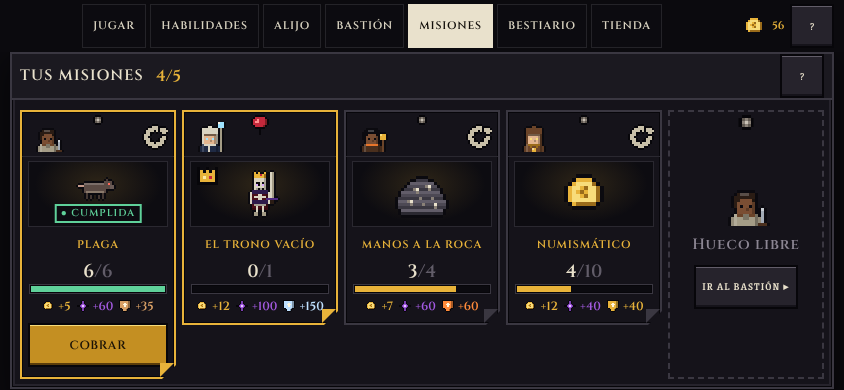 JUGAR HABILIDADES ALIJO BASTIÓN MISIONES BESTIARIO TIENDA 56 ?
TUS MISIONES 4/5 ?
• CUMPLIDA
PLAGA
6/6
+5 +60 +35
COBRAR
EL TRONO VACÍO
0/1
+12 +100 +150
MANOS A LA ROCA
3/4
+7 +60 +60
NUMISMÁTICO
4/10
+12 +40 +40
HUECO LIBRE
IR AL BASTIÓN ▸